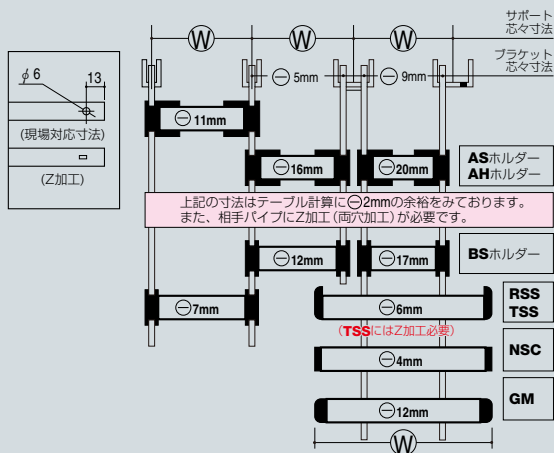 サポート
芯々寸法
W W W
ブラケット
芯々寸法
⊖ 5mm ⊖ 9mm
φ6 13
(現場対応寸法)
(Z加工)
⊖11mm
⊖16mm ⊖20mm
ASホルダー
AHホルダー
上記の寸法はテーブル計算に⊖2mmの余裕をみております。
また、相手パイプにZ加工(両穴加工)が必要です。
⊖12mm ⊖17mm
BSホルダー
⊖7mm ⊖6mm
RSS
TSS
(TSSにはZ加工必要)
⊖4mm
NSC
⊖12mm
GM
W